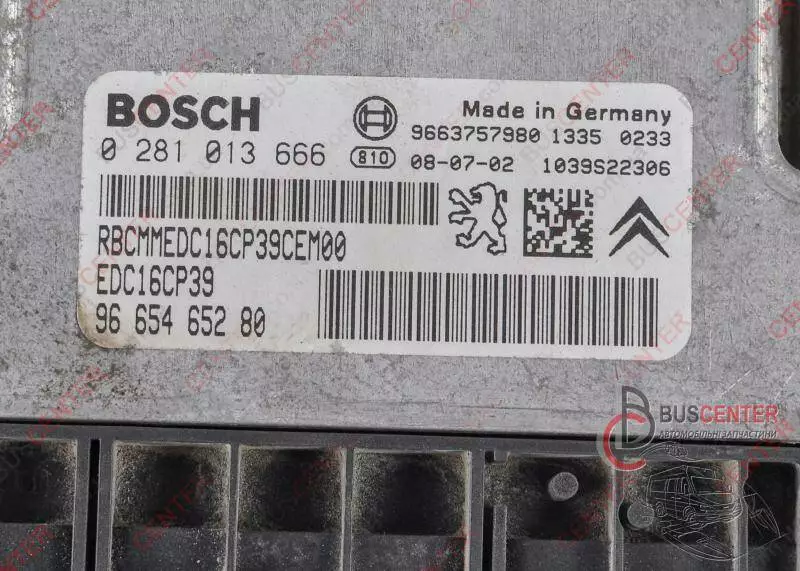 BOSCH
Made in Germany
9663757980 1335 0233
0 281 013 666
810
08-07-02 1039S22306
RBCMMEDC16CP39CEM00
EDC16CP39
96 654 652 80
BUSCENTER
АВТОМОБІЛЬНІ ЗАПЧАСТИНИ